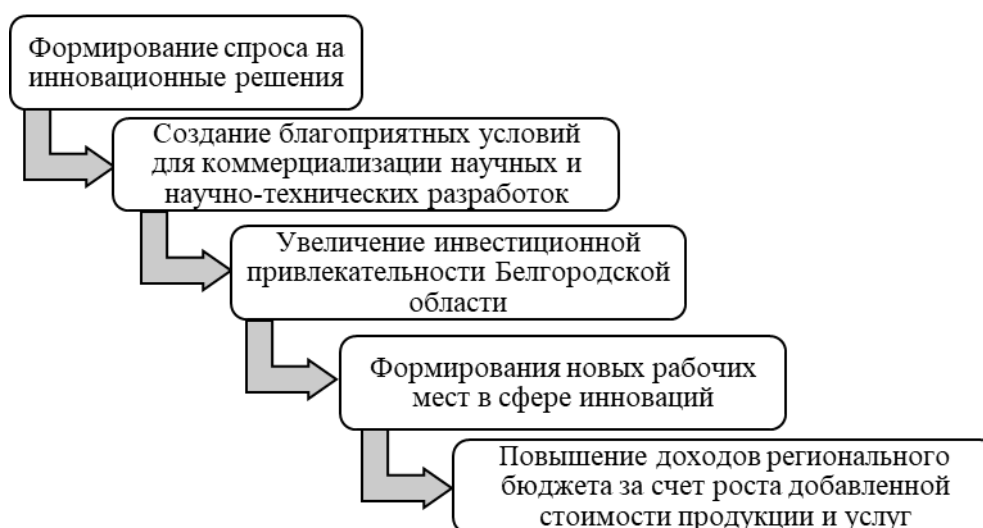 Формирование спроса на
инновационные решения
Создание благоприятных условий
для коммерциализации научных и
научно-технических разработок
Увеличение инвестиционной
привлекательности Белгородской
области
Формирования новых рабочих
мест в сфере инноваций
Повышение доходов регионального
бюджета за счет роста добавленной
стоимости продукции и услуг